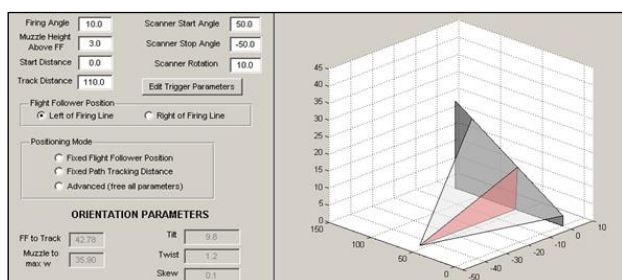 Firing Angle 10.0 Scanner Start Angle 50.0
Muzzle Height Above FF 3.0 Scanner Stop Angle -50.0
Start Distance 0.0 Scanner Rotation 10.0
Track Distance 110.0 Edit Trigger Parameters
Flight Follower Position
Left of Firing Line Right of Firing Line
Positioning Mode
Fixed Flight Follower Position
Fixed Path Tracking Distance
Advanced (free all parameters)
ORIENTATION PARAMETERS
FF to Track 42.78 Tilt 9.8
Muzzle to max w 35.90 Twist 1.2
Skew 0.1
45
40
35
30
25
20
15
10
5
0
150
100
50
0
-50
-40
-30
-20
-10
0
10